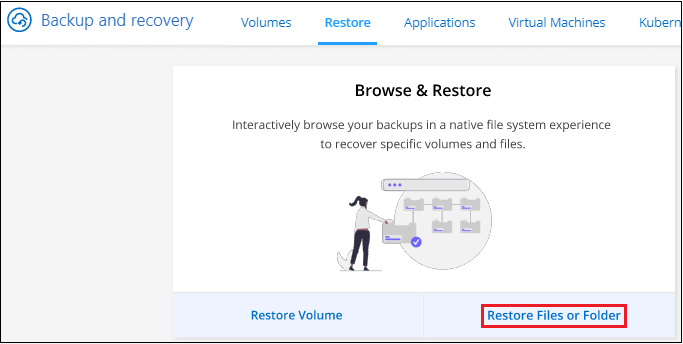 Backup and recovery
Volumes
Restore
Applications
Virtual Machines
Kubern
Browse & Restore
Interactively browse your backups in a native file system experience
to recover specific volumes and files.
Restore Volume
Restore Files or Folder